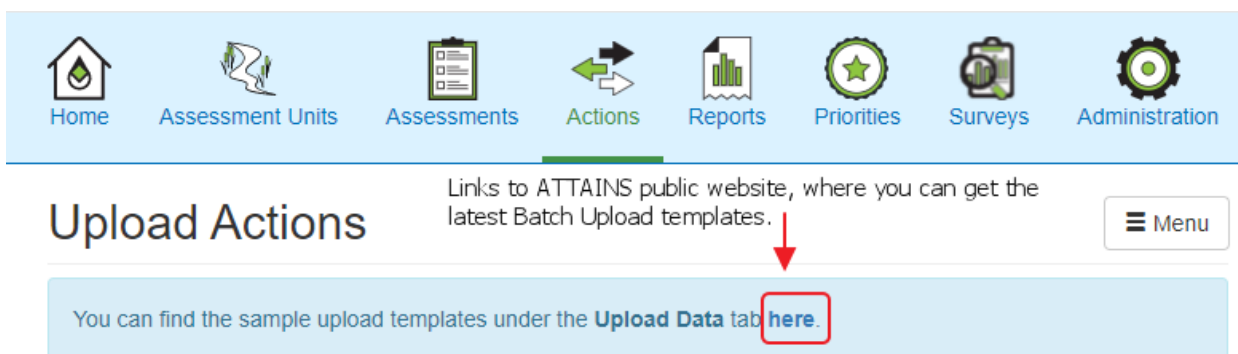 Home Assessment Units Assessments Actions Reports Priorities Surveys Administration
Links to ATTAINS public website, where you can get the
latest Batch Upload templates.
Upload Actions
Menu
You can find the sample upload templates under the Upload Data tab here.